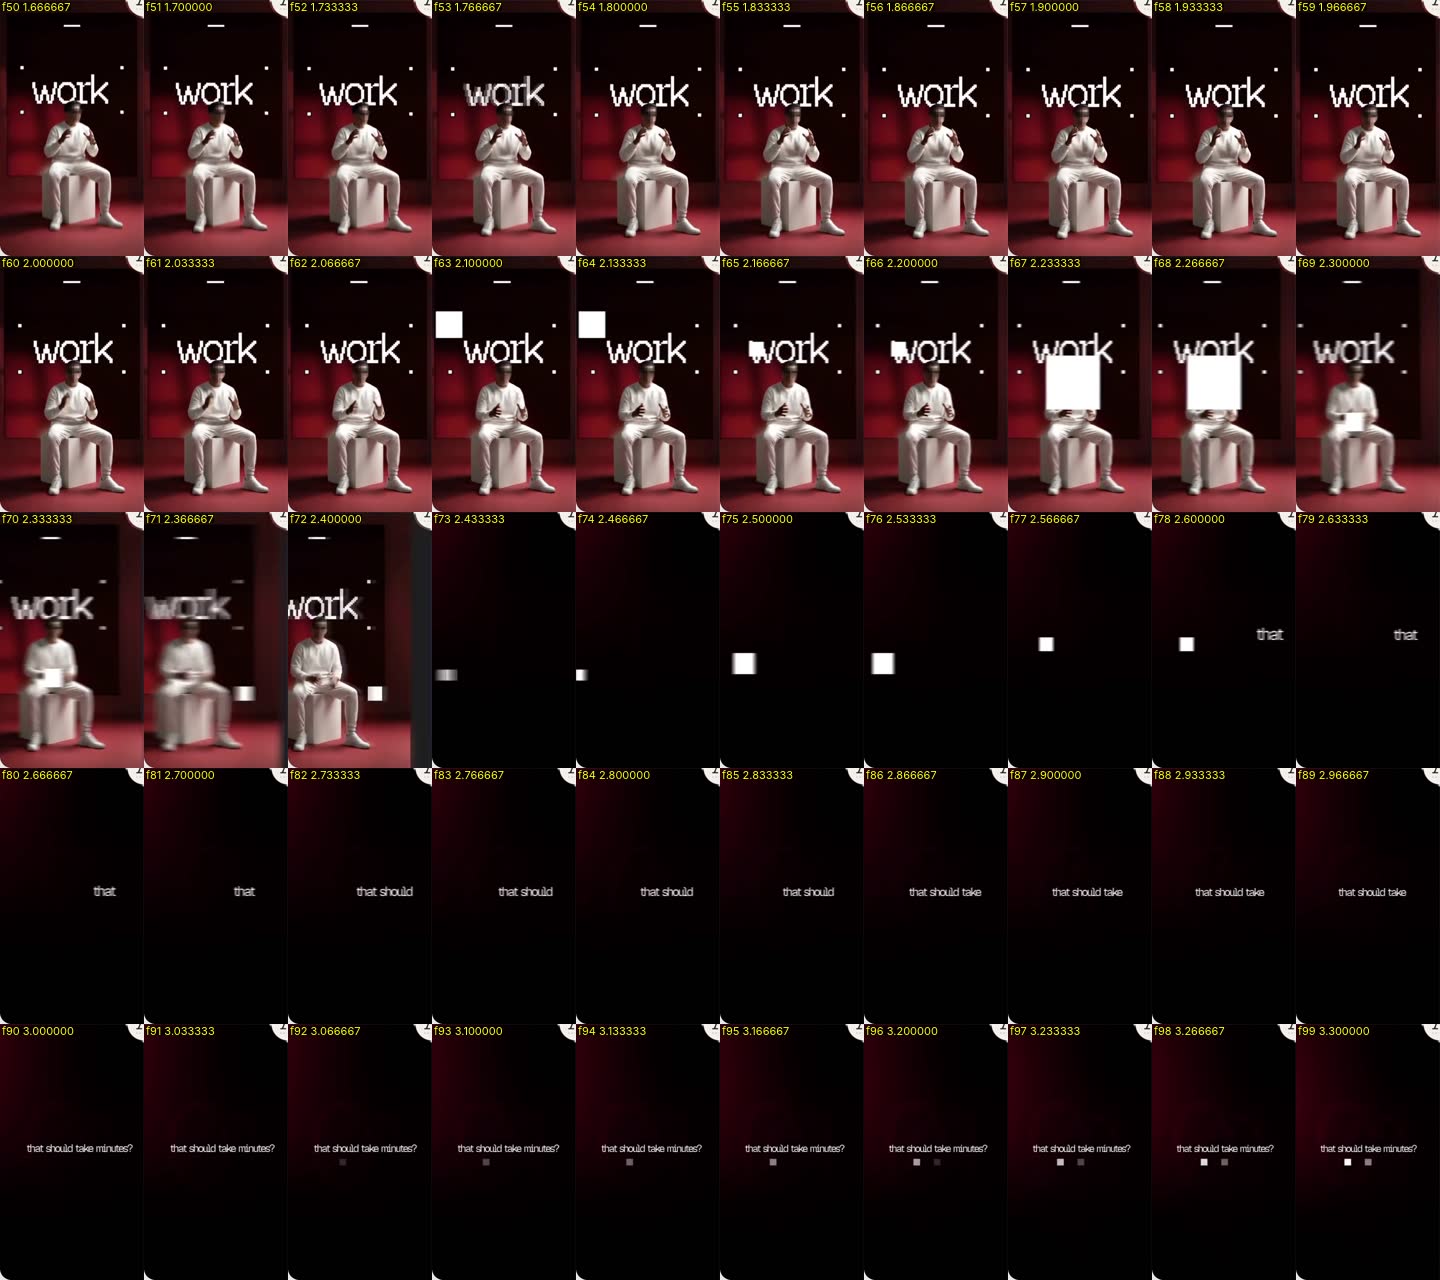 f50 1.666667 f51 1.700000 f52 1.733333 f53 1.766667 f54 1.800000 f55 1.833333 f56 1.866667 f57 1.900000 f58 1.933333 f59 1.966667
work work work work work work work work work work
f60 2.000000 f61 2.033333 f62 2.066667 f63 2.100000 f64 2.133333 f65 2.166667 f66 2.200000 f67 2.233333 f68 2.266667 f69 2.300000
work work work work work work work work work work
f70 2.333333 f71 2.366667 f72 2.400000 f73 2.433333 f74 2.466667 f75 2.500000 f76 2.533333 f77 2.566667 f78 2.600000 f79 2.633333
work work work that that
f80 2.666667 f81 2.700000 f82 2.733333 f83 2.766667 f84 2.800000 f85 2.833333 f86 2.866667 f87 2.900000 f88 2.933333 f89 2.966667
that that that should that should that should that should that should take that should take that should take that should take
f90 3.000000 f91 3.033333 f92 3.066667 f93 3.100000 f94 3.133333 f95 3.166667 f96 3.200000 f97 3.233333 f98 3.266667 f99 3.300000
that should take minutes? that should take minutes? that should take minutes? that should take minutes? that should take minutes? that should take minutes? that should take minutes? that should take minutes? that should take minutes? that should take minutes?